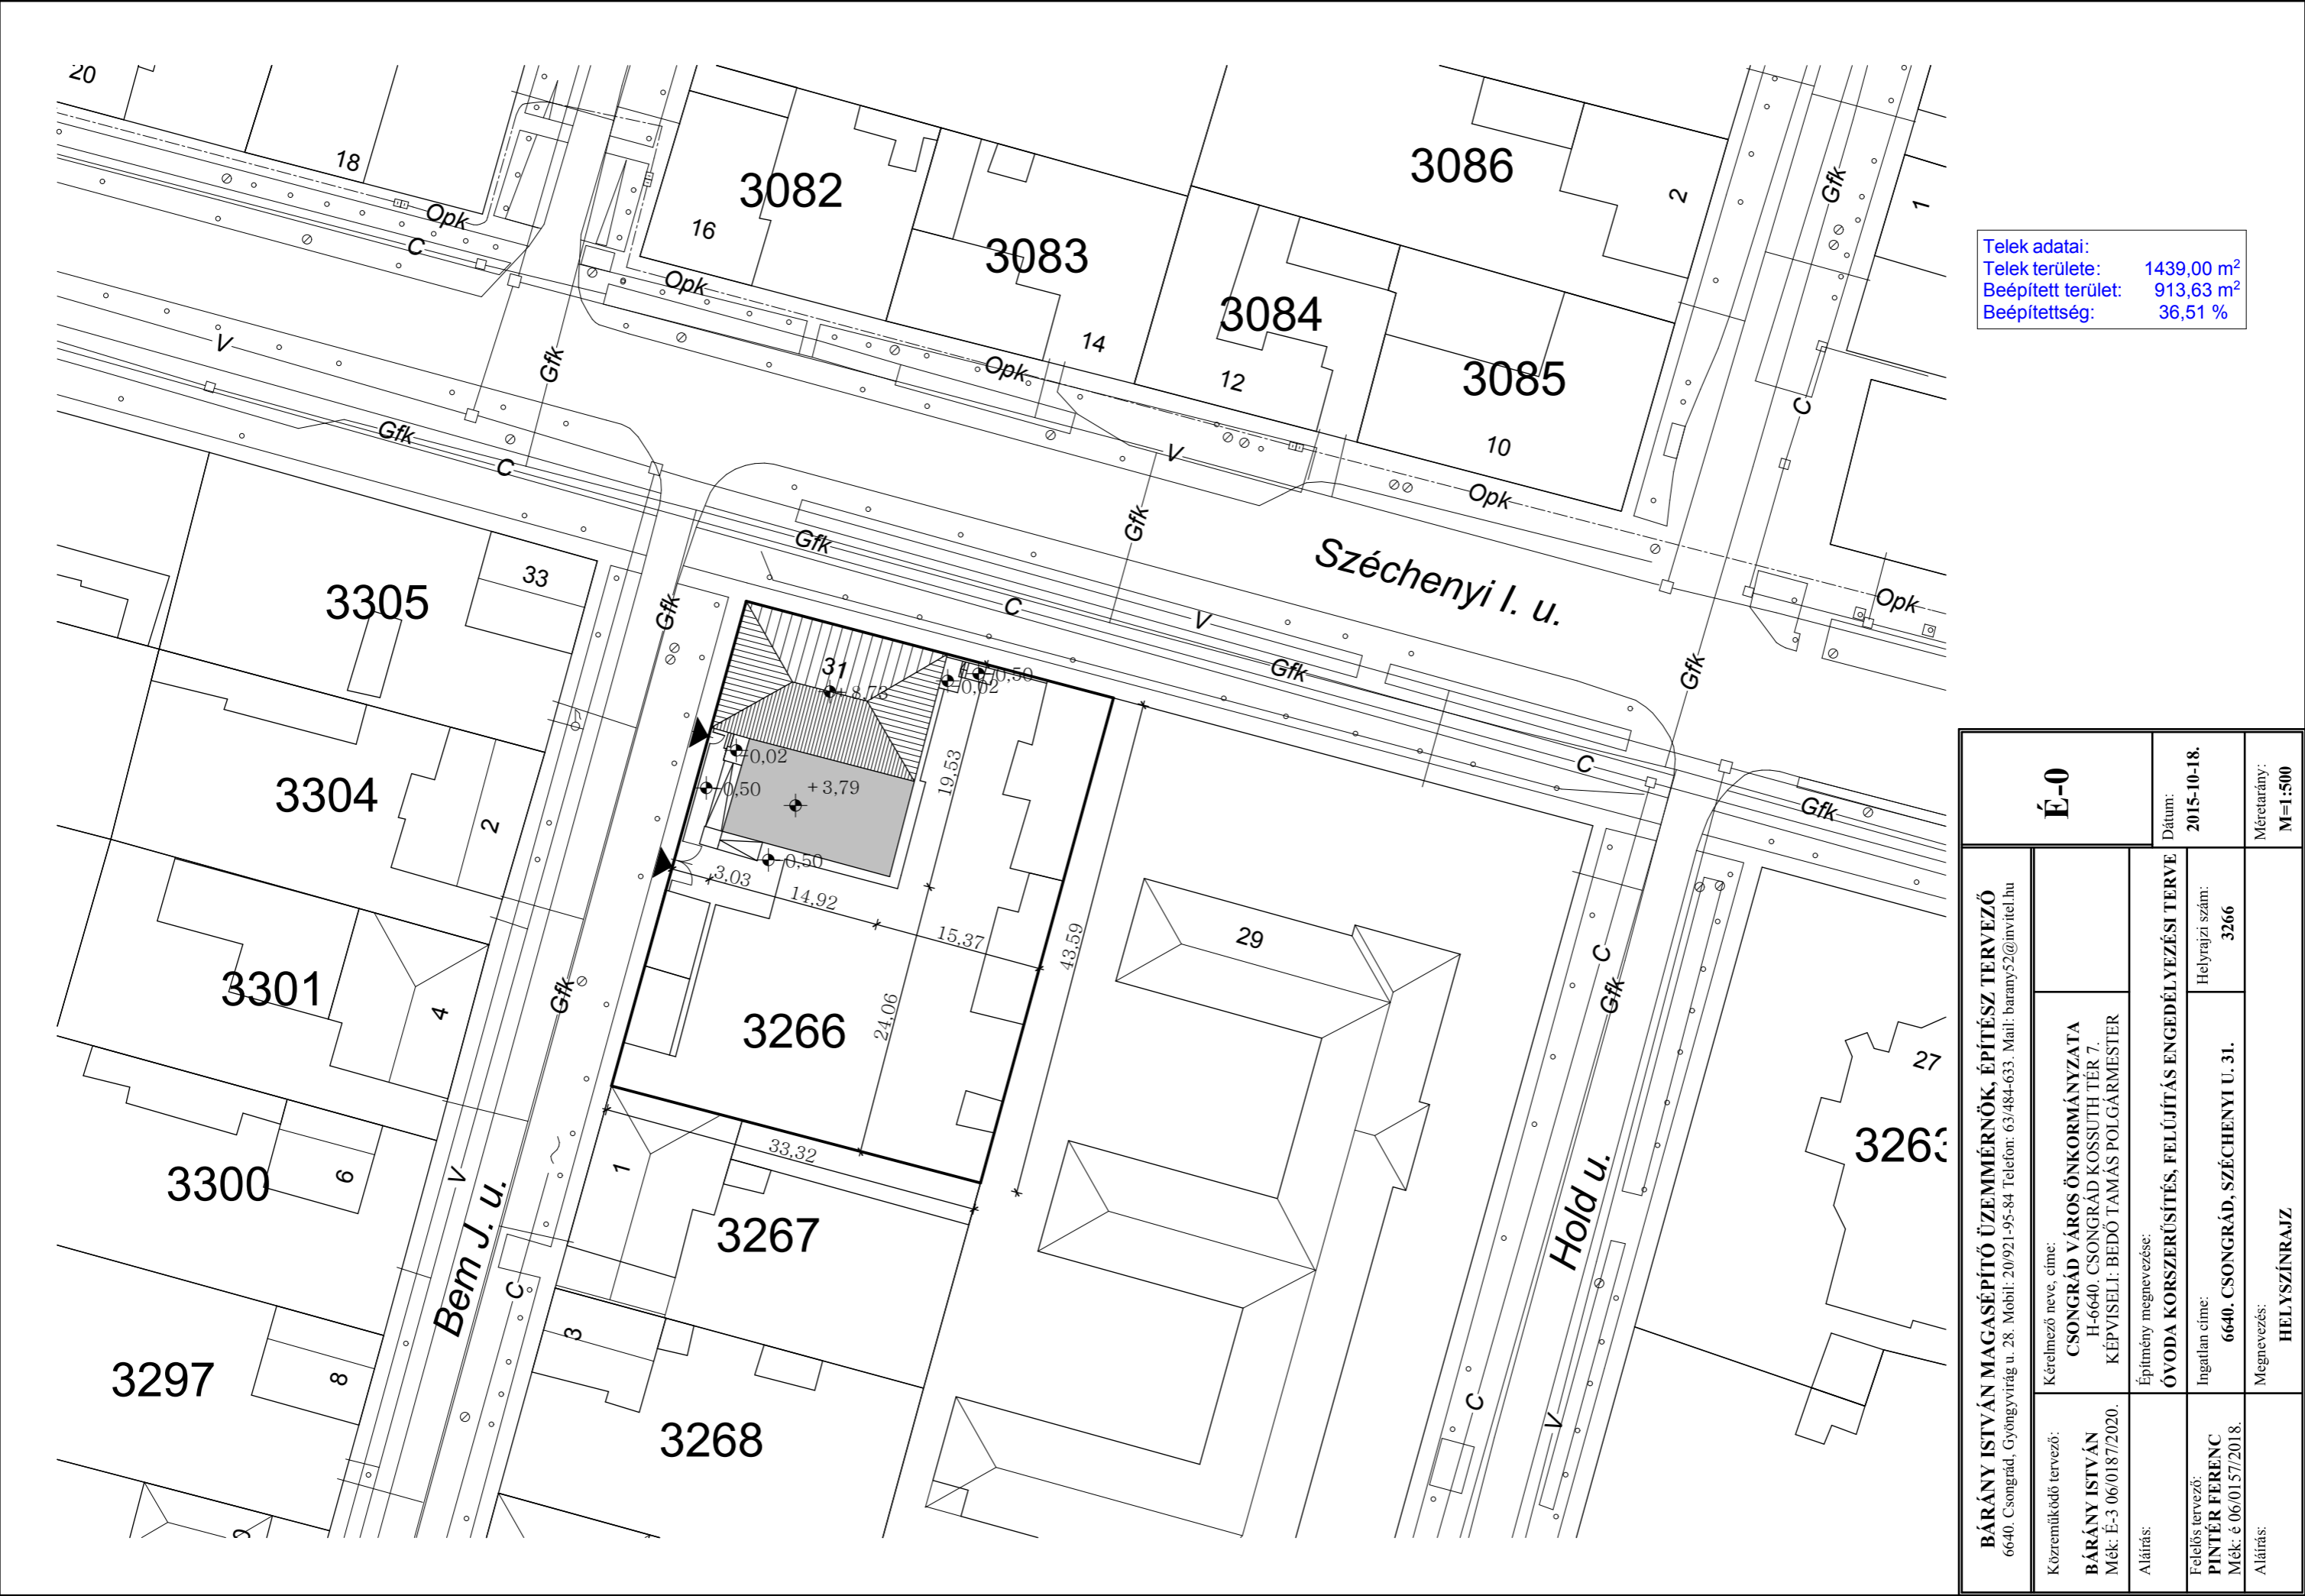 20
18
Opk
C
3082
16
Opk
3083
14
Opk
3084
12
3086
2
Gfk
1
3085
10
C
Opk
V
Gfk
Gfk
C
V
Gfk
Széchenyi I. u.
Opk
Telek adatai:
Telek területe: 1439,00 m²
Beépített terület: 913,63 m²
Beépítettség: 36,51 %
3305
33
Gfk
Gfk
C
V
Gfk
Gfk
C
Gfk
31
+8,73
-0,50
-0,02
-0,02
-0,50
+3,79
-0,50
19,53
3,03
14,92
15,37
43,59
24,06
33,32
3266
3304
2
3301
4
Gfk
3300
6
V
Bem J. u.
C
3297
8
1
3267
3
3268
29
C
Gfk
Hold u.
C
V
27
3263
BÁRÁNY ISTVÁN MAGASÉPÍTŐ ÜZEMMÉRNÖK, ÉPÍTÉSZ TERVEZŐ
6640. Csongrád, Gyöngyvirág u. 28. Mobil: 20/921-95-84 Telefon: 63/484-633. Mail: barany52@invitel.hu
É-0
Közreműködő tervező:
BÁRÁNY ISTVÁN
Mék: É-3 06/0187/2020.
Aláírás:
Kérelmező neve, címe:
CSONGRÁD VÁROS ÖNKORMÁNYZATA
H-6640. CSONGRÁD KOSSUTH TÉR 7.
KÉPVISELI: BEDŐ TAMÁS POLGÁRMESTER
Építmény megnevezése:
ÓVODA KORSZERŰSÍTÉS, FELÚJÍTÁS ENGEDÉLYEZÉSI TERVE
Dátum:
2015-10-18.
Felelős tervező:
PINTÉR FERENC
Mék: é 06/0157/2018.
Aláírás:
Ingatlan címe:
6640. CSONGRÁD, SZÉCHENYI U. 31.
Helyrajzi szám:
3266
Megnevezés:
HELYSZÍNRAJZ
Méretarány:
M=1:500